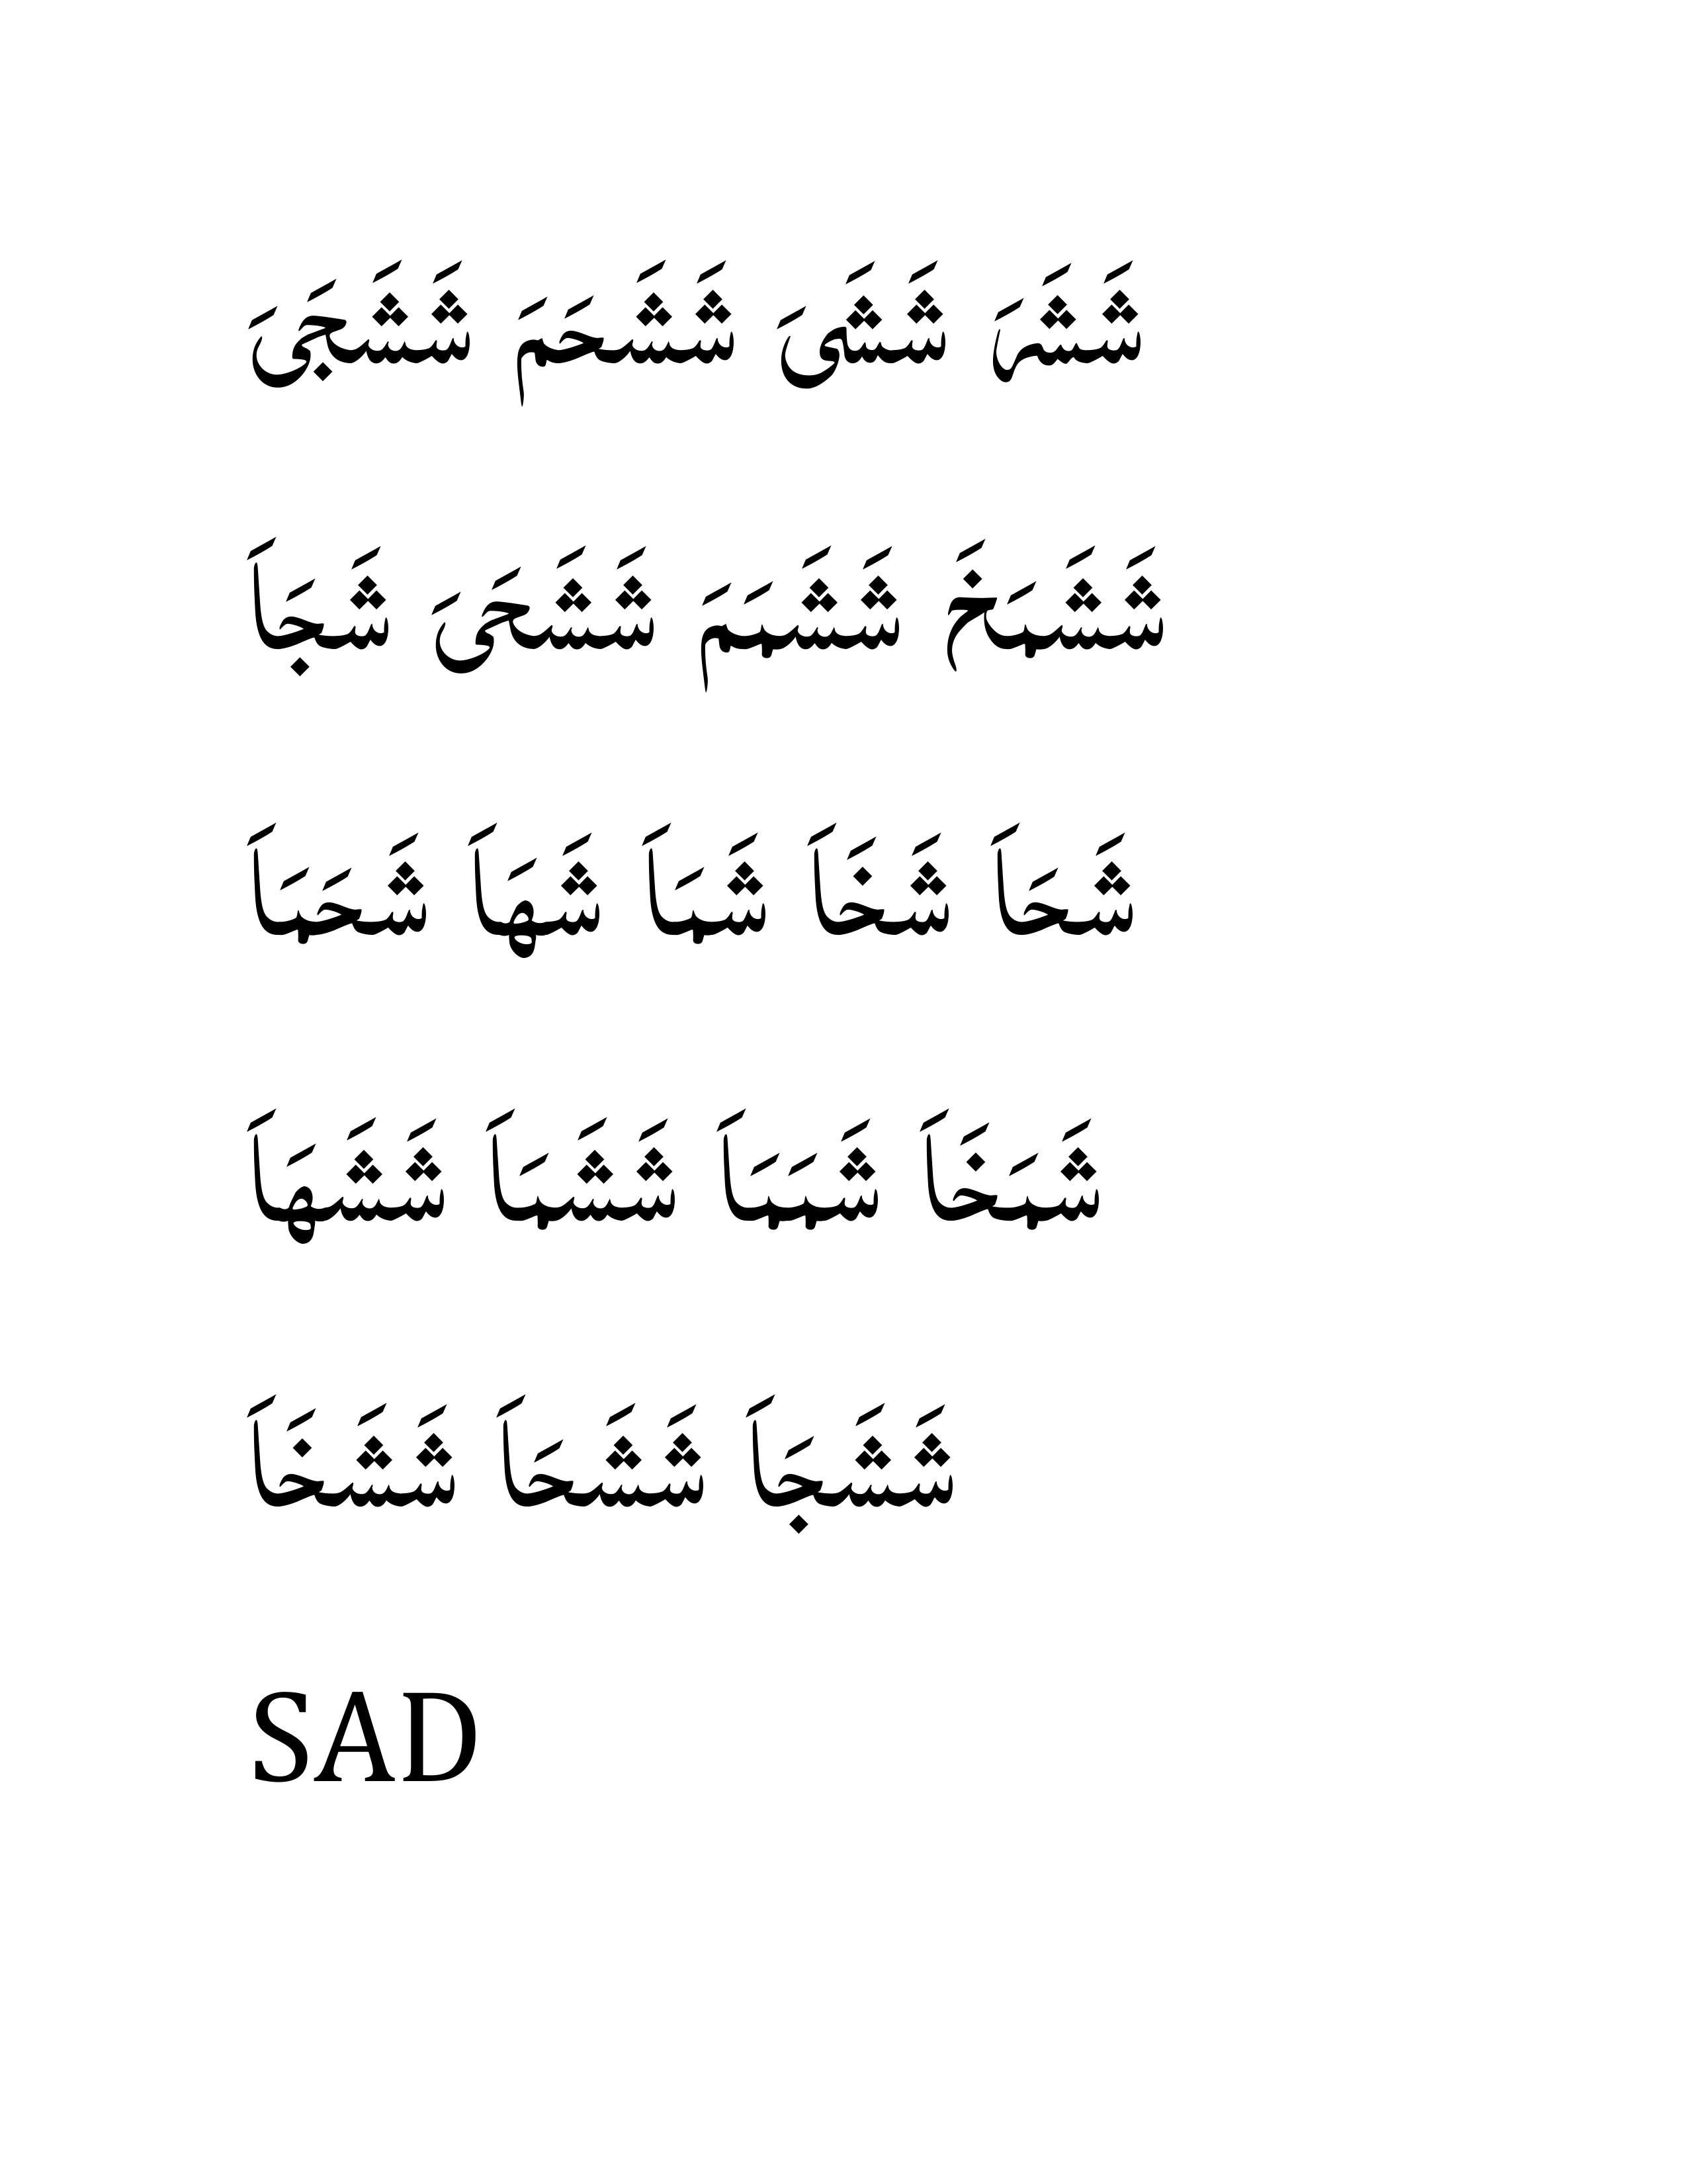 شَشَرَ شَشَىَ شَشَحَمَ شَشَجَىَ
شَشَمَخَ شَشَمَمَ شَشَحَىَ شَجَاَ
شَحَاَ شَخَاَ شَمَاَ شَهَاَ شَحَمَاَ
شَمَخَاَ شَمَمَاَ شَشَمَاَ شَشَهَاَ
شَشَجَاَ شَشَحَاَ شَشَخَاَ
SAD